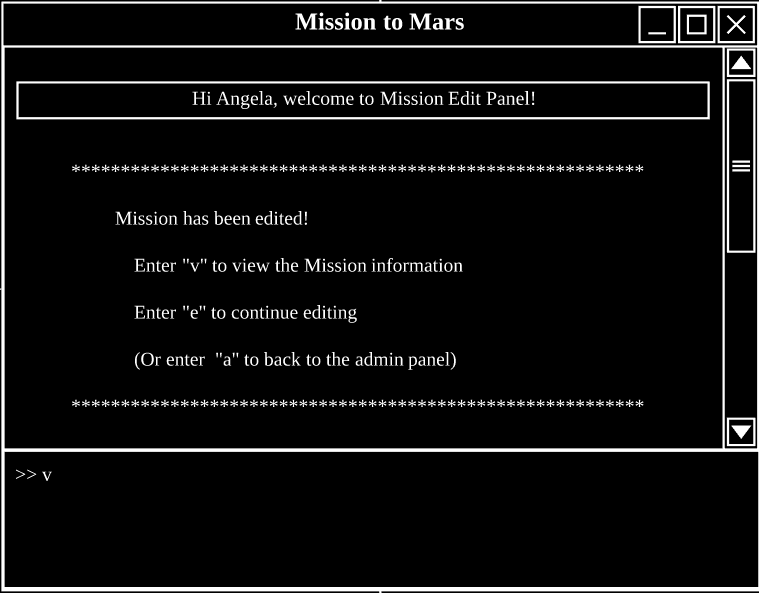 Mission to Mars
Hi Angela, welcome to Mission Edit Panel!
**********************************************************
Mission has been edited!
Enter "v" to view the Mission information
Enter "e" to continue editing
(Or enter  "a" to back to the admin panel)
**********************************************************
>> v